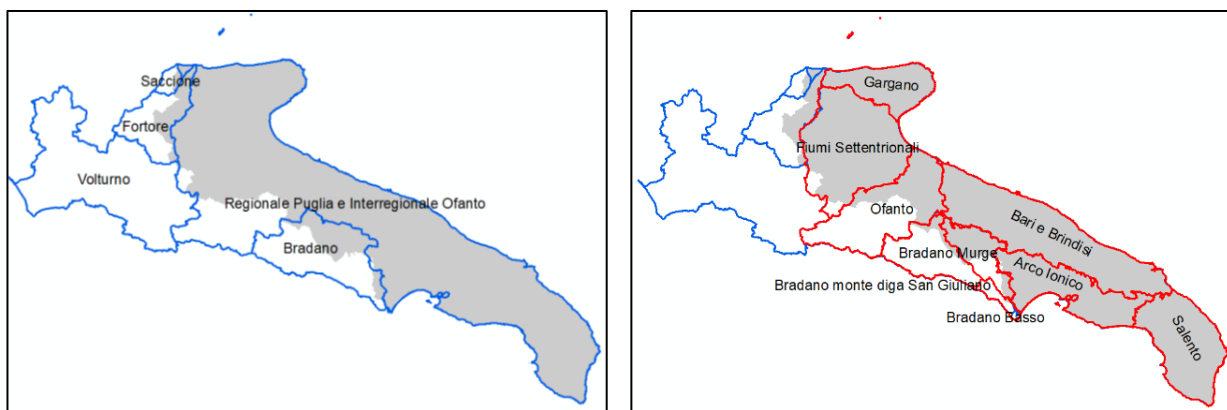 Saccione
Fortore
Volturno
Regionale Puglia e Interregionale Ofanto
Bradano
Gargano
Fiumi Settentrionali
Ofanto
Bari e Brindisi
Bradano Murge
Arco Ionico
Bradano monte diga San Giuliano
Bradano Basso
Salento